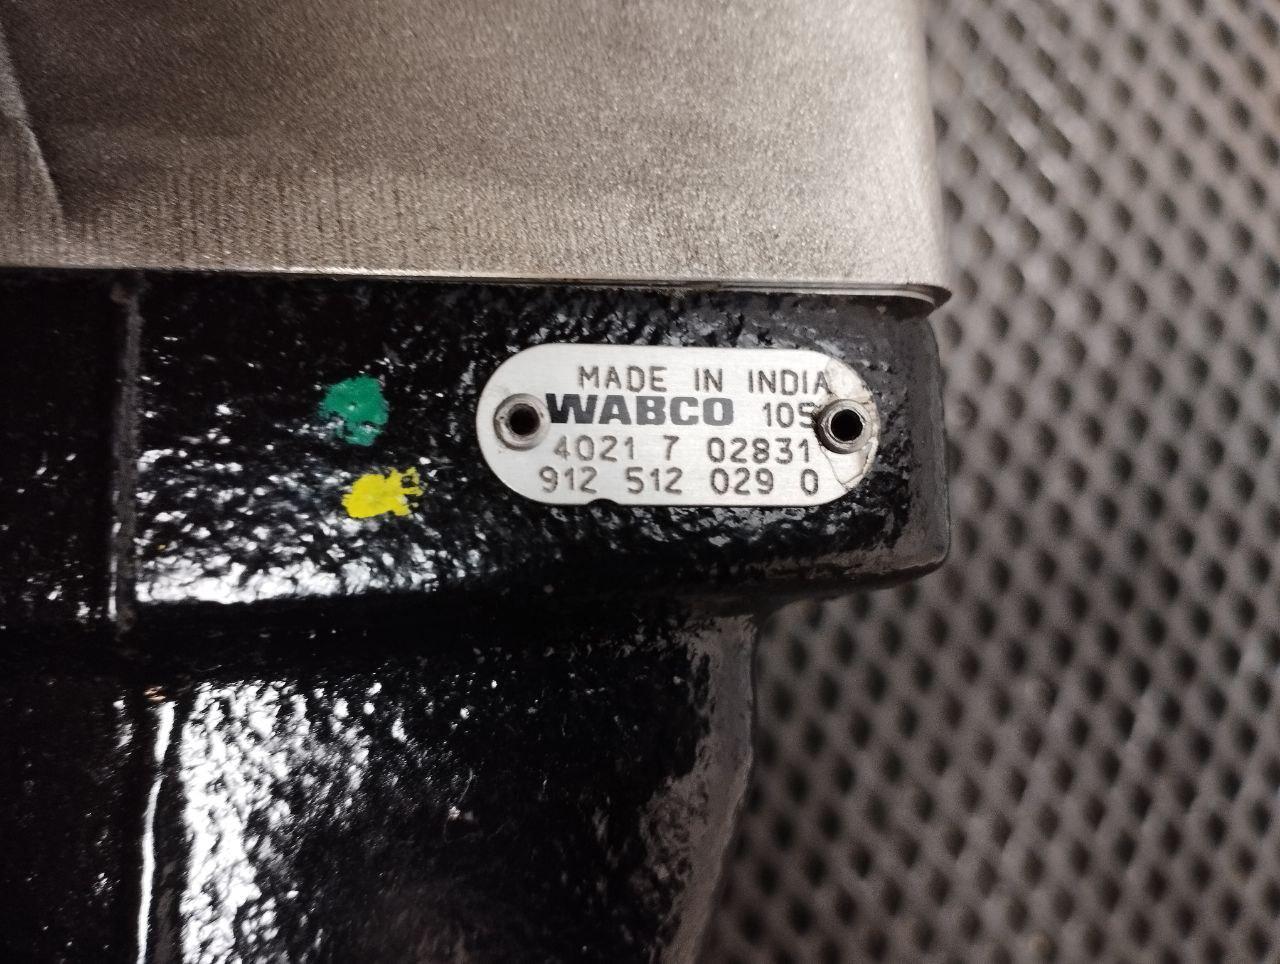 MADE IN INDIA
WABCO 105
4021 7 02831
912 512 029 0